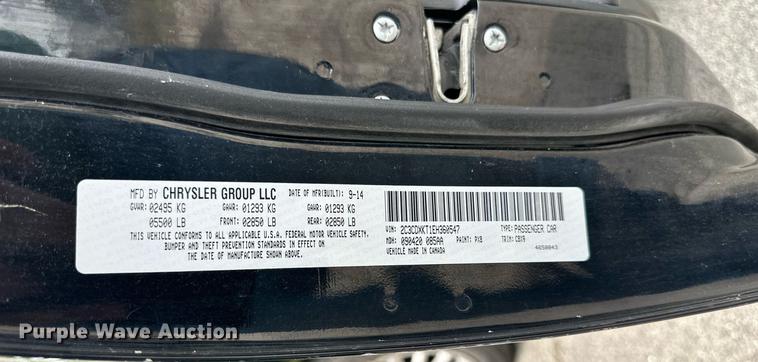 MFD BY CHRYSLER GROUP LLC DATE OF MFR(BUILT): 9-14
GVWR: 02495 KG GAWR: 01293 KG GAWR: 01293 KG
05500 LB FRONT: 02850 LB REAR: 02850 LB
THIS VEHICLE CONFORMS TO ALL APPLICABLE U.S.A. FEDERAL MOTOR VEHICLE SAFETY,
BUMPER AND THEFT PREVENTION STANDARDS IN EFFECT ON
THE DATE OF MANUFACTURE SHOWN ABOVE.
VIN: 2C3CDXKT1EH360547 TYPE: PASSENGER CAR
MDH: 090420 085AA PAINT: PX8 TRIM: CBX9
VEHICLE MADE IN CANADA 4658043
Purple Wave Auction